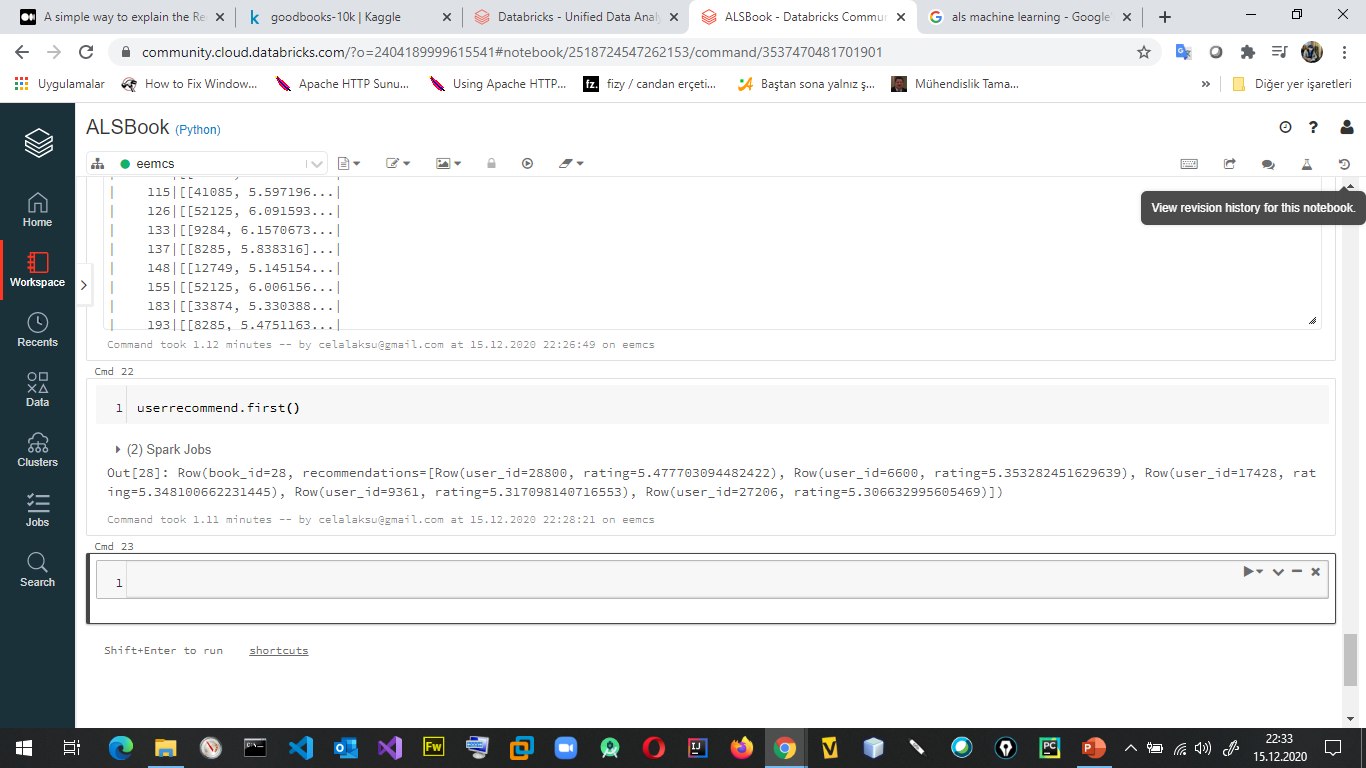 A simple way to explain the Re
goodbooks-10k | Kaggle
Databricks - Unified Data Anal
ALSBook - Databricks Commu
als machine learning - Google'
community.cloud.databricks.com/?o=2404189999615541#notebook/2518724547262153/command/3537470481701901
Uygulamar
How to Fix Window...
Apache HTTP Sunu...
Using Apache HTTP...
fz.
fizy / candan erçeti...
Baştan sona yalnız ş...
Mühendislik Tama...
»
Diğer yer işaretleri
ALSBook (Python)
eemcs
View revision history for this notebook.
Home
Workspace
Recents
Data
Clusters
Jobs
Search
| 115|[[41085, 5.597196...|
| 126|[[52125, 6.091593...|
| 133|[[9284, 6.1570673...|
| 137|[[8285, 5.838316]...|
| 148|[[12749, 5.145154...|
| 155|[[52125, 6.006156...|
| 183|[[33874, 5.330388...|
| 193|[[8285, 5.4751163...|
Command took 1.12 minutes -- by celalaksu@gmail.com at 15.12.2020 22:26:49 on eemcs
Cmd 22
1 userrecommend.first()
(2) Spark Jobs
Out[28]: Row(book_id=28, recommendations=[Row(user_id=28800, rating=5.477703094482422), Row(user_id=6600, rating=5.353282451629639), Row(user_id=17428, rat
ing=5.348100662231445), Row(user_id=9361, rating=5.317098140716553), Row(user_id=27206, rating=5.306632995605469)])
Command took 1.11 minutes -- by celalaksu@gmail.com at 15.12.2020 22:28:21 on eemcs
Cmd 23
1
Shift+Enter to run shortcuts
Fw
IJ
PC
22:33
15.12.2020